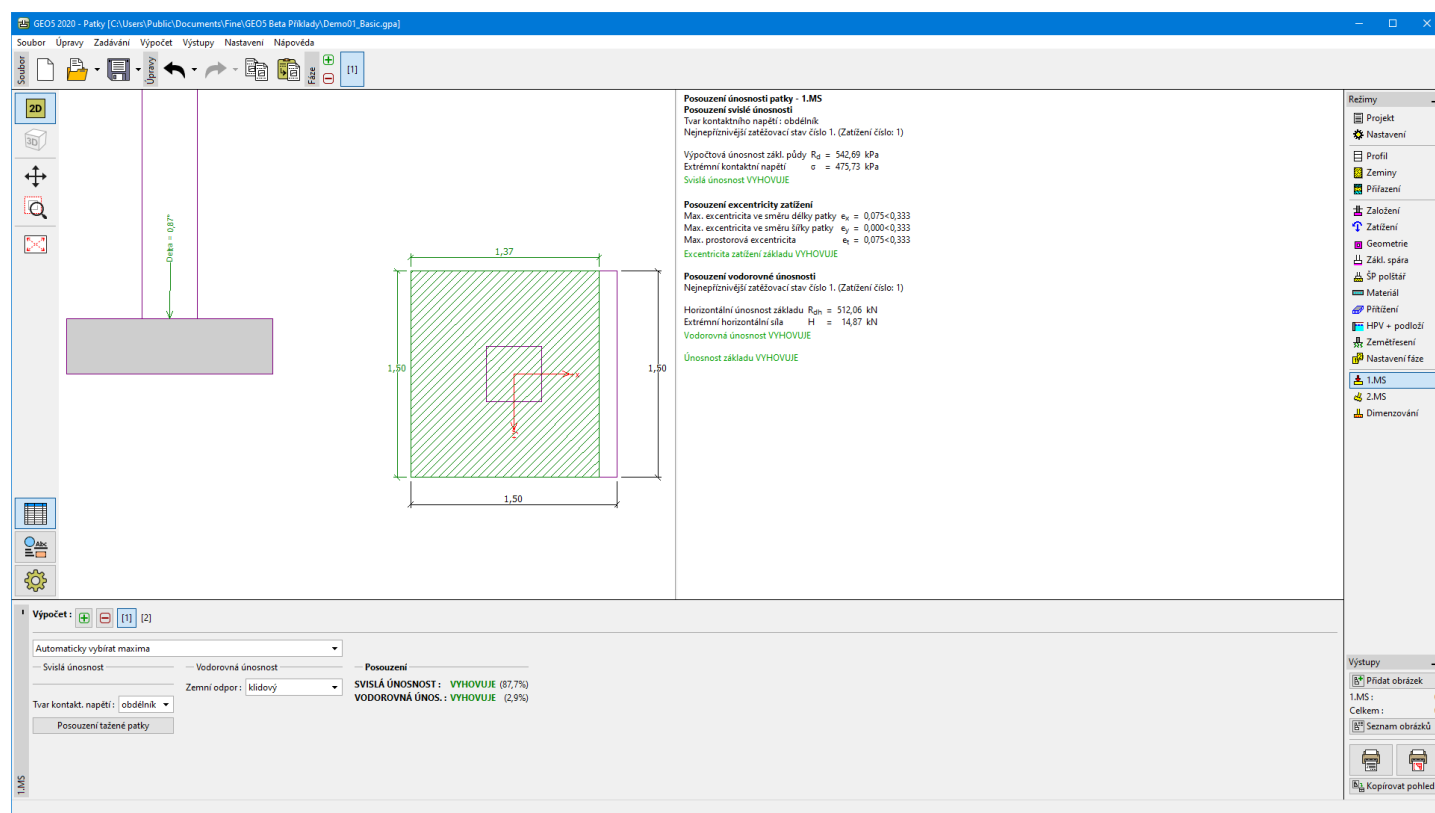 GEO5 2020 - Patky [C:\Users\Public\Documents\Fine\GEO5 Beta Příklady\Demo01_Basic.gpa]
Soubor Úpravy Zadávání Výpočet Výstupy Nastavení Nápověda
Soubor
Úpravy
Fáze
[1]
2D
3D
Delta = 0,87°
1,37
1,50
1,50
1,50
x
Abc
Posouzení únosnosti patky - 1.MS
Posouzení svislé únosnosti
Tvar kontaktního napětí : obdélník
Nejnepříznivější zatěžovací stav číslo 1. (Zatížení číslo: 1)
Výpočtová únosnost zákl. půdy Rd = 542,69 kPa
Extrémní kontaktní napětí σ = 475,73 kPa
Svislá únosnost VYHOVUJE
Posouzení excentricity zatížení
Max. excentricita ve směru délky patky ex = 0,075<0,333
Max. excentricita ve směru šířky patky ey = 0,000<0,333
Max. prostorová excentricita et = 0,075<0,333
Excentricita zatížení základu VYHOVUJE
Posouzení vodorovné únosnosti
Nejnepříznivější zatěžovací stav číslo 1. (Zatížení číslo: 1)
Horizontální únosnost základu Rdh = 512,06 kN
Extrémní horizontální síla H = 14,87 kN
Vodorovná únosnost VYHOVUJE
Únosnost základu VYHOVUJE
Režimy
Projekt
Nastavení
Profil
Zeminy
Přiřazení
Založení
Zatížení
Geometrie
Zákl. spára
ŠP polštář
Materiál
Přitížení
HPV + podloží
Zemětřesení
Nastavení fáze
1.MS
2.MS
Dimenzování
Výpočet : [1] [2]
Automaticky vybírat maxima
Svislá únosnost
Vodorovná únosnost
Posouzení
Zemní odpor : klidový
SVISLÁ ÚNOSNOST : VYHOVUJE (87,7%)
VODOROVNÁ ÚNOS. : VYHOVUJE (2,9%)
Tvar kontakt. napětí : obdélník
Posouzení tažené patky
1.MS
Výstupy
Přidat obrázek
1.MS :
Celkem :
Seznam obrázků
Kopírovat pohled